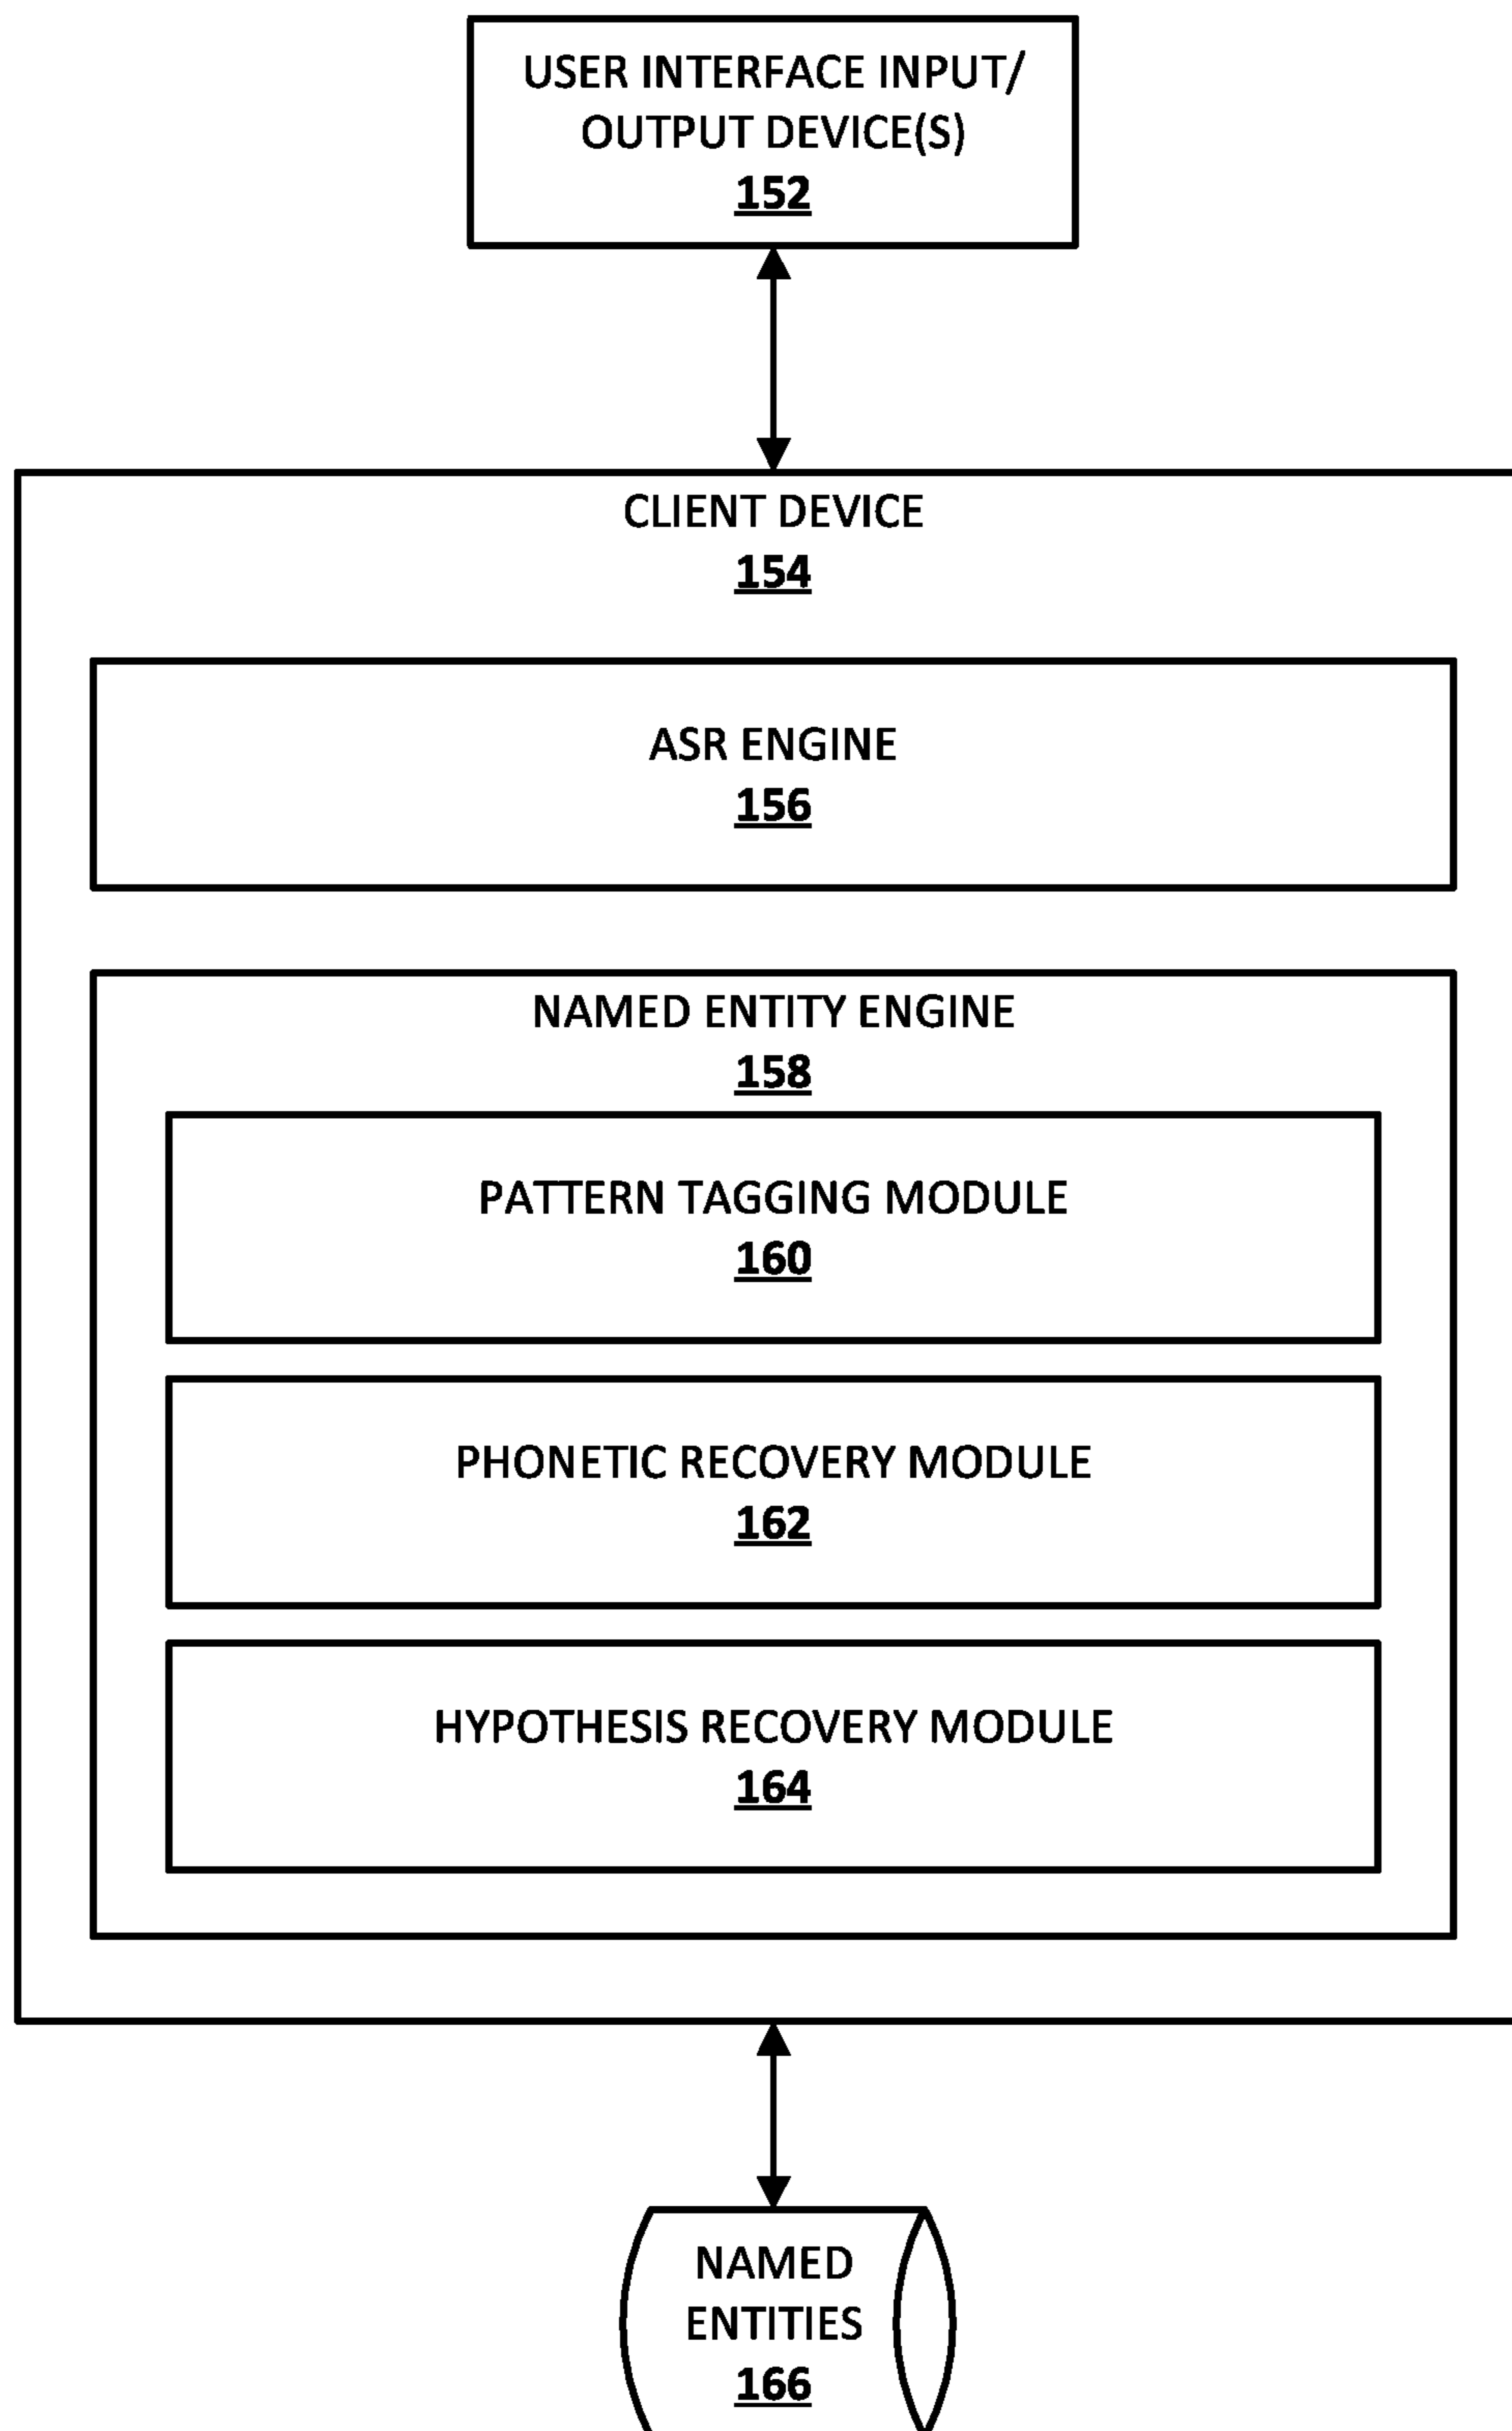 USER INTERFACE INPUT/
OUTPUT DEVICE(S)
152
CLIENT DEVICE
154
ASR ENGINE
156
NAMED ENTITY ENGINE
158
PATTERN TAGGING MODULE
160
PHONETIC RECOVERY MODULE
162
HYPOTHESIS RECOVERY MODULE
164
NAMED
ENTITIES
166